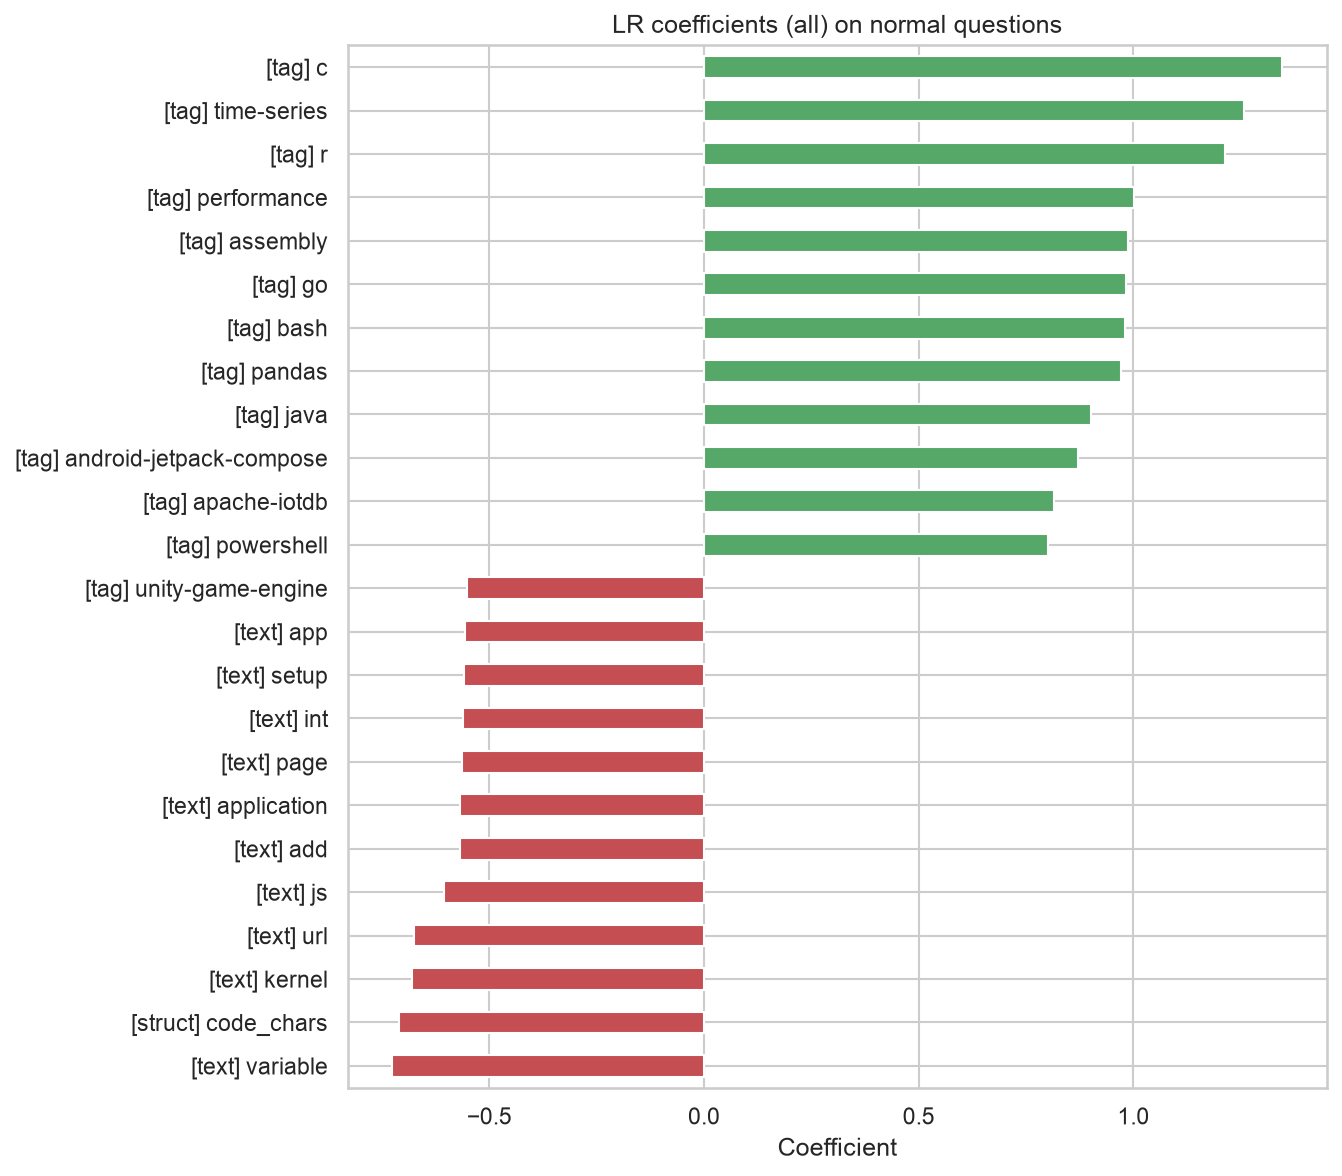 LR coefficients (all) on normal questions
[tag] c
[tag] time-series
[tag] r
[tag] performance
[tag] assembly
[tag] go
[tag] bash
[tag] pandas
[tag] java
[tag] android-jetpack-compose
[tag] apache-iotdb
[tag] powershell
[tag] unity-game-engine
[text] app
[text] setup
[text] int
[text] page
[text] application
[text] add
[text] js
[text] url
[text] kernel
[struct] code_chars
[text] variable
−0.5 0.0 0.5 1.0
Coefficient